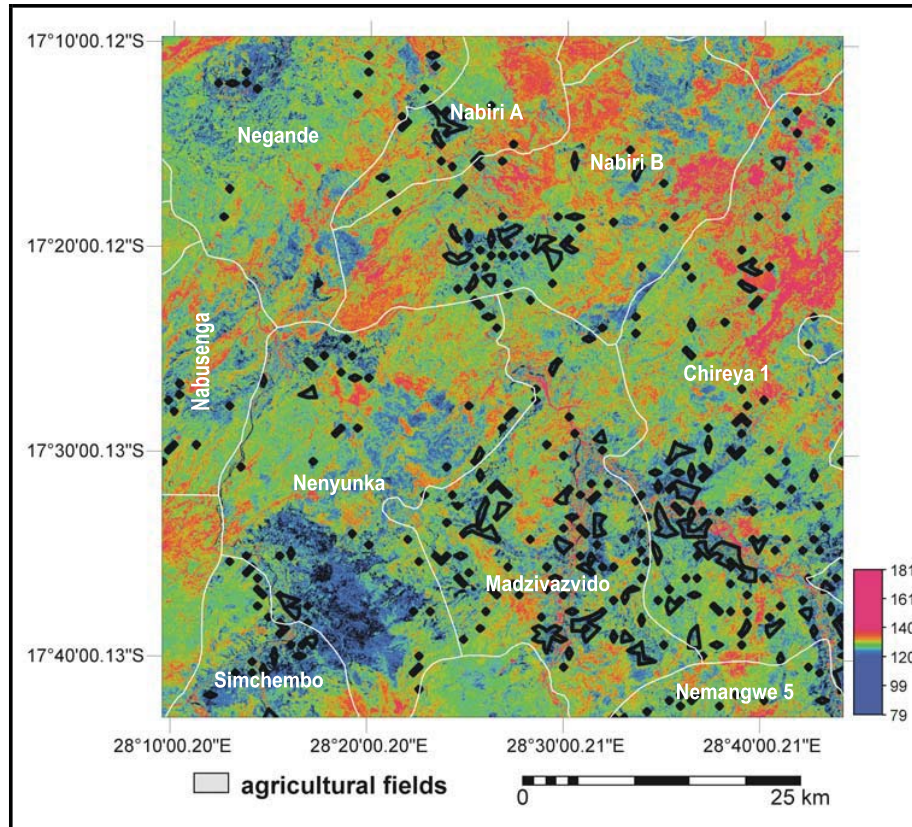 17°10'00.12"S
Nabiri A
Negande
Nabiri B
17°20'00.12"S
Nabusenga
Chireya 1
17°30'00.13"S
Nenyunka
181
Madzivazvido
161
140
120
17°40'00.13"S
99
Simchembo
Nemangwe 5
79
28°10'00.20"E
28°20'00.20"E
28°30'00.21"E
28°40'00.21"E
agricultural fields
0
25 km